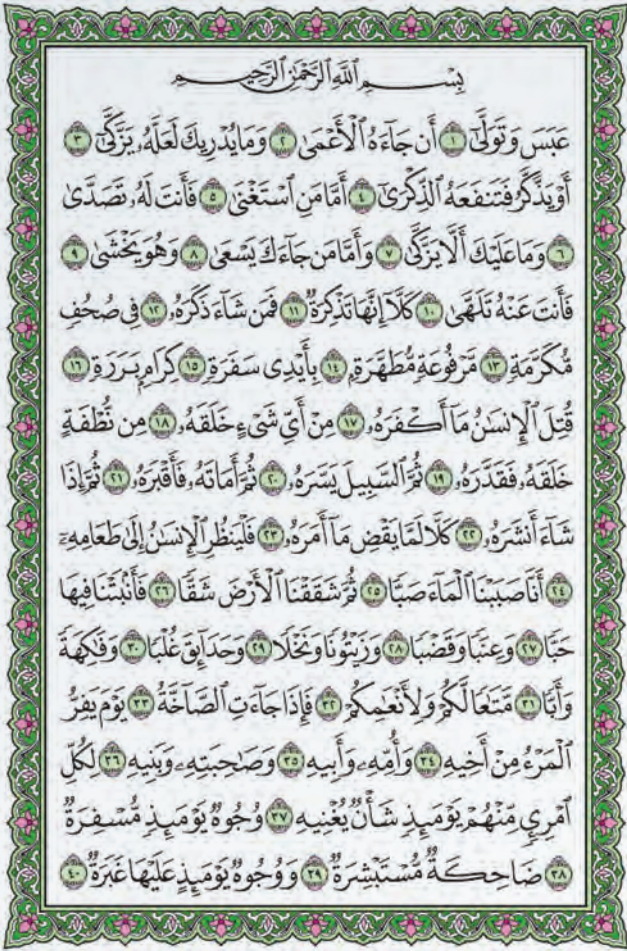 بِسْمِ ٱللَّهِ ٱلرَّحْمَٰنِ ٱلرَّحِيمِ
عَبَسَ وَتَوَلَّىٰٓ ١ أَن جَآءَهُ ٱلْأَعْمَىٰ ٢ وَمَا يُدْرِيكَ لَعَلَّهُۥ يَزَّكَّىٰٓ ٣
أَوْ يَذَّكَّرُ فَتَنفَعَهُ ٱلذِّكْرَىٰٓ ٤ أَمَّا مَنِ ٱسْتَغْنَىٰ ٥ فَأَنتَ لَهُۥ تَصَدَّىٰ
٦ وَمَا عَلَيْكَ أَلَّا يَزَّكَّىٰ ٧ وَأَمَّا مَن جَآءَكَ يَسْعَىٰ ٨ وَهُوَ يَخْشَىٰ ٩
فَأَنتَ عَنْهُ تَلَهَّىٰ ١٠ كَلَّآ إِنَّهَا تَذْكِرَةٌ ١١ فَمَن شَآءَ ذَكَرَهُۥ ١٢ فِى صُحُفٍ
مُّكَرَّمَةٍ ١٣ مَّرْفُوعَةٍ مُّطَهَّرَةٍۭ ١٤ بِأَيْدِى سَفَرَةٍ ١٥ كِرَامٍۭ بَرَرَةٍ ١٦
قُتِلَ ٱلْإِنسَٰنُ مَآ أَكْفَرَهُۥ ١٧ مِنْ أَىِّ شَىْءٍ خَلَقَهُۥ ١٨ مِن نُّطْفَةٍ
خَلَقَهُۥ فَقَدَّرَهُۥ ١٩ ثُمَّ ٱلسَّبِيلَ يَسَّرَهُۥ ٢٠ ثُمَّ أَمَاتَهُۥ فَأَقْبَرَهُۥ ٢١ ثُمَّ إِذَا
شَآءَ أَنشَرَهُۥ ٢٢ كَلَّا لَمَّا يَقْضِ مَآ أَمَرَهُۥ ٢٣ فَلْيَنظُرِ ٱلْإِنسَٰنُ إِلَىٰ طَعَامِهِۦٓ
٢٤ أَنَّا صَبَبْنَا ٱلْمَآءَ صَبًّا ٢٥ ثُمَّ شَقَقْنَا ٱلْأَرْضَ شَقًّا ٢٦ فَأَنۢبَتْنَا فِيهَا
حَبًّا ٢٧ وَعِنَبًا وَقَضْبًا ٢٨ وَزَيْتُونًا وَنَخْلًا ٢٩ وَحَدَآئِقَ غُلْبًا ٣٠ وَفَٰكِهَةً
وَأَبًّا ٣١ مَّتَٰعًا لَّكُمْ وَلِأَنْعَٰمِكُمْ ٣٢ فَإِذَا جَآءَتِ ٱلصَّآخَّةُ ٣٣ يَوْمَ يَفِرُّ
ٱلْمَرْءُ مِنْ أَخِيهِ ٣٤ وَأُمِّهِۦ وَأَبِيهِ ٣٥ وَصَٰحِبَتِهِۦ وَبَنِيهِ ٣٦ لِكُلِّ
ٱمْرِئٍ مِّنْهُمْ يَوْمَئِذٍ شَأْنٌ يُغْنِيهِ ٣٧ وُجُوهٌ يَوْمَئِذٍ مُّسْفِرَةٌ
٣٨ ضَاحِكَةٌ مُّسْتَبْشِرَةٌ ٣٩ وَوُجُوهٌ يَوْمَئِذٍ عَلَيْهَا غَبَرَةٌ ٤٠